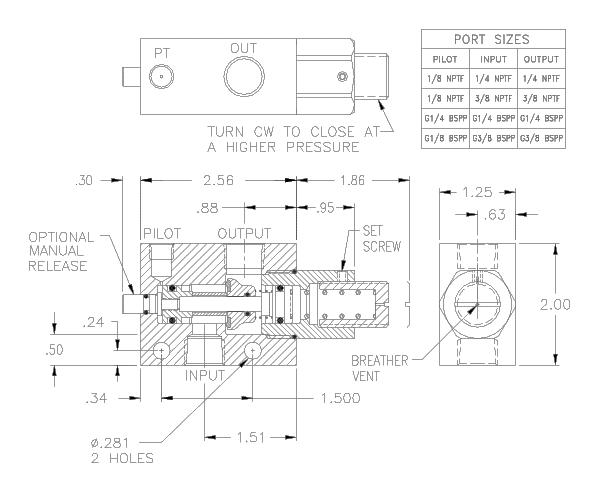 PT
OUT
TURN CW TO CLOSE AT
A HIGHER PRESSURE
PORT SIZES
PILOT INPUT OUTPUT
1/8 NPTF 1/4 NPTF 1/4 NPTF
1/8 NPTF 3/8 NPTF 3/8 NPTF
G1/4 BSPP G1/4 BSPP G1/4 BSPP
G1/8 BSPP G3/8 BSPP G3/8 BSPP
.30
2.56
1.86
.88
.95
1.25
.63
PILOT
OUTPUT
SET
SCREW
OPTIONAL
MANUAL
RELEASE
2.00
.24
.50
BREATHER
VENT
INPUT
.34
1.500
1.51
ø.281
2 HOLES